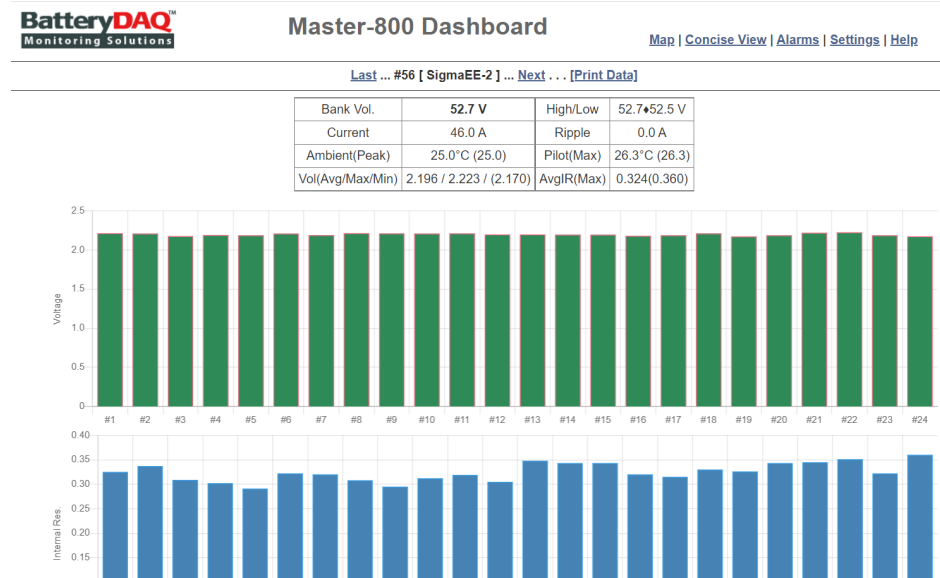 BatteryDAQ™
Monitoring Solutions
Master-800 Dashboard
Map | Concise View | Alarms | Settings | Help
Last ... #56 [ SigmaEE-2 ] ... Next . . . [Print Data]
Bank Vol. 52.7 V High/Low 52.7♦52.5 V
Current 46.0 A Ripple 0.0 A
Ambient(Peak) 25.0°C (25.0) Pilot(Max) 26.3°C (26.3)
Vol(Avg/Max/Min) 2.196 / 2.223 / (2.170) AvgIR(Max) 0.324(0.360)
2.5
2.0
1.5
1.0
0.5
0
Voltage
#1 #2 #3 #4 #5 #6 #7 #8 #9 #10 #11 #12 #13 #14 #15 #16 #17 #18 #19 #20 #21 #22 #23 #24
0.40
0.35
0.30
0.25
0.20
0.15
Internal Res.